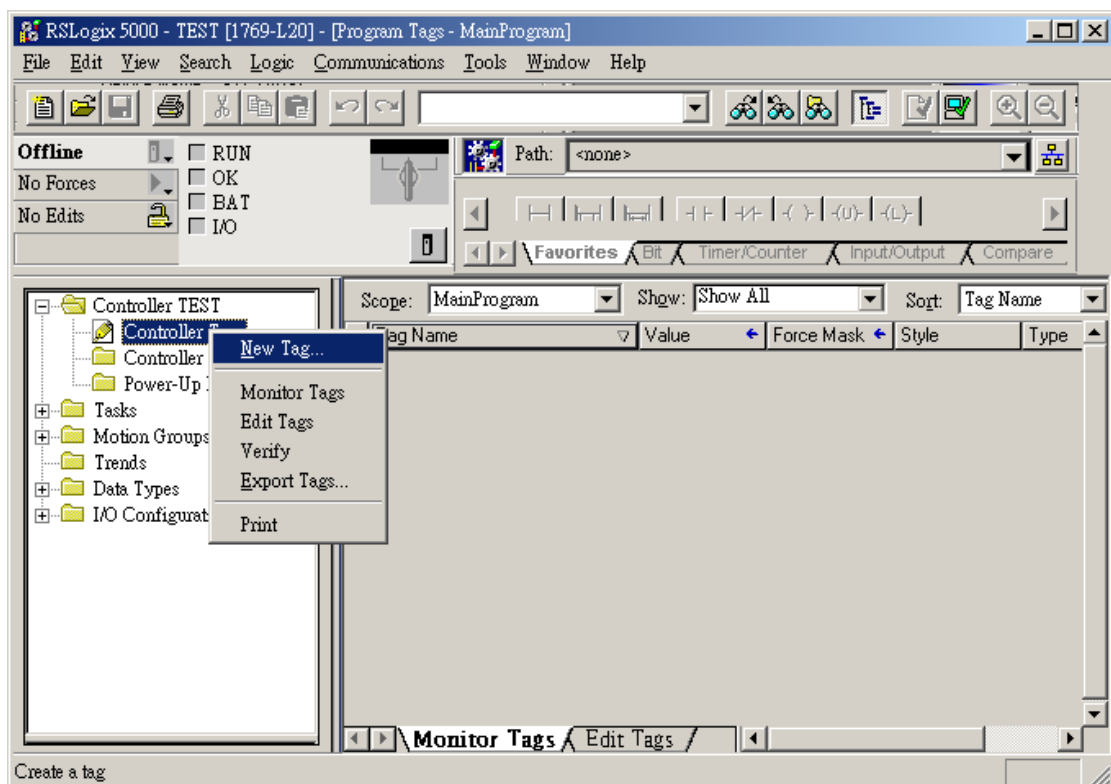 RSLogix 5000 - TEST [1769-L20] - [Program Tags - MainProgram]
File Edit View Search Logic Communications Tools Window Help
Offline
RUN
Path: <none>
No Forces
OK
No Edits
BAT
I/O
Favorites Bit Timer/Counter Input/Output Compare
Controller TEST
Controller T
Controller
Power-Up
Tasks
Motion Groups
Trends
Data Types
I/O Configurat
New Tag...
Monitor Tags
Edit Tags
Verify
Export Tags...
Print
Scope: MainProgram Show: Show All Sort: Tag Name
Tag Name Value Force Mask Style Type
Monitor Tags Edit Tags
Create a tag